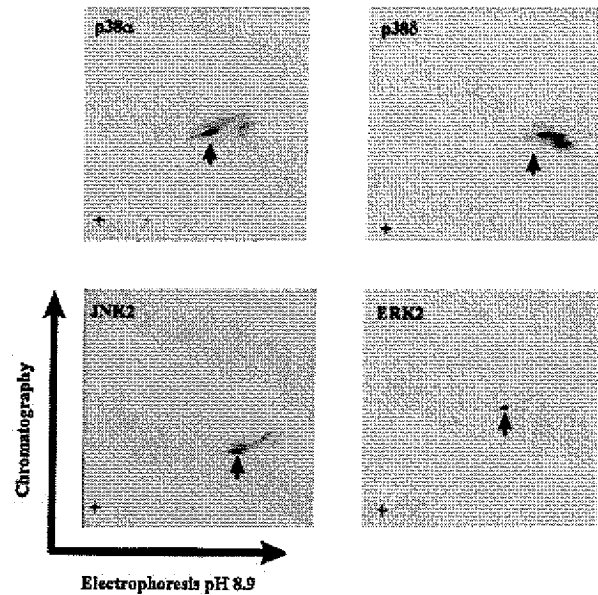 p38α
p38δ
+
+
JNK2
ERK2
+
+
Chromatography
Electrophoresis pH 8.9